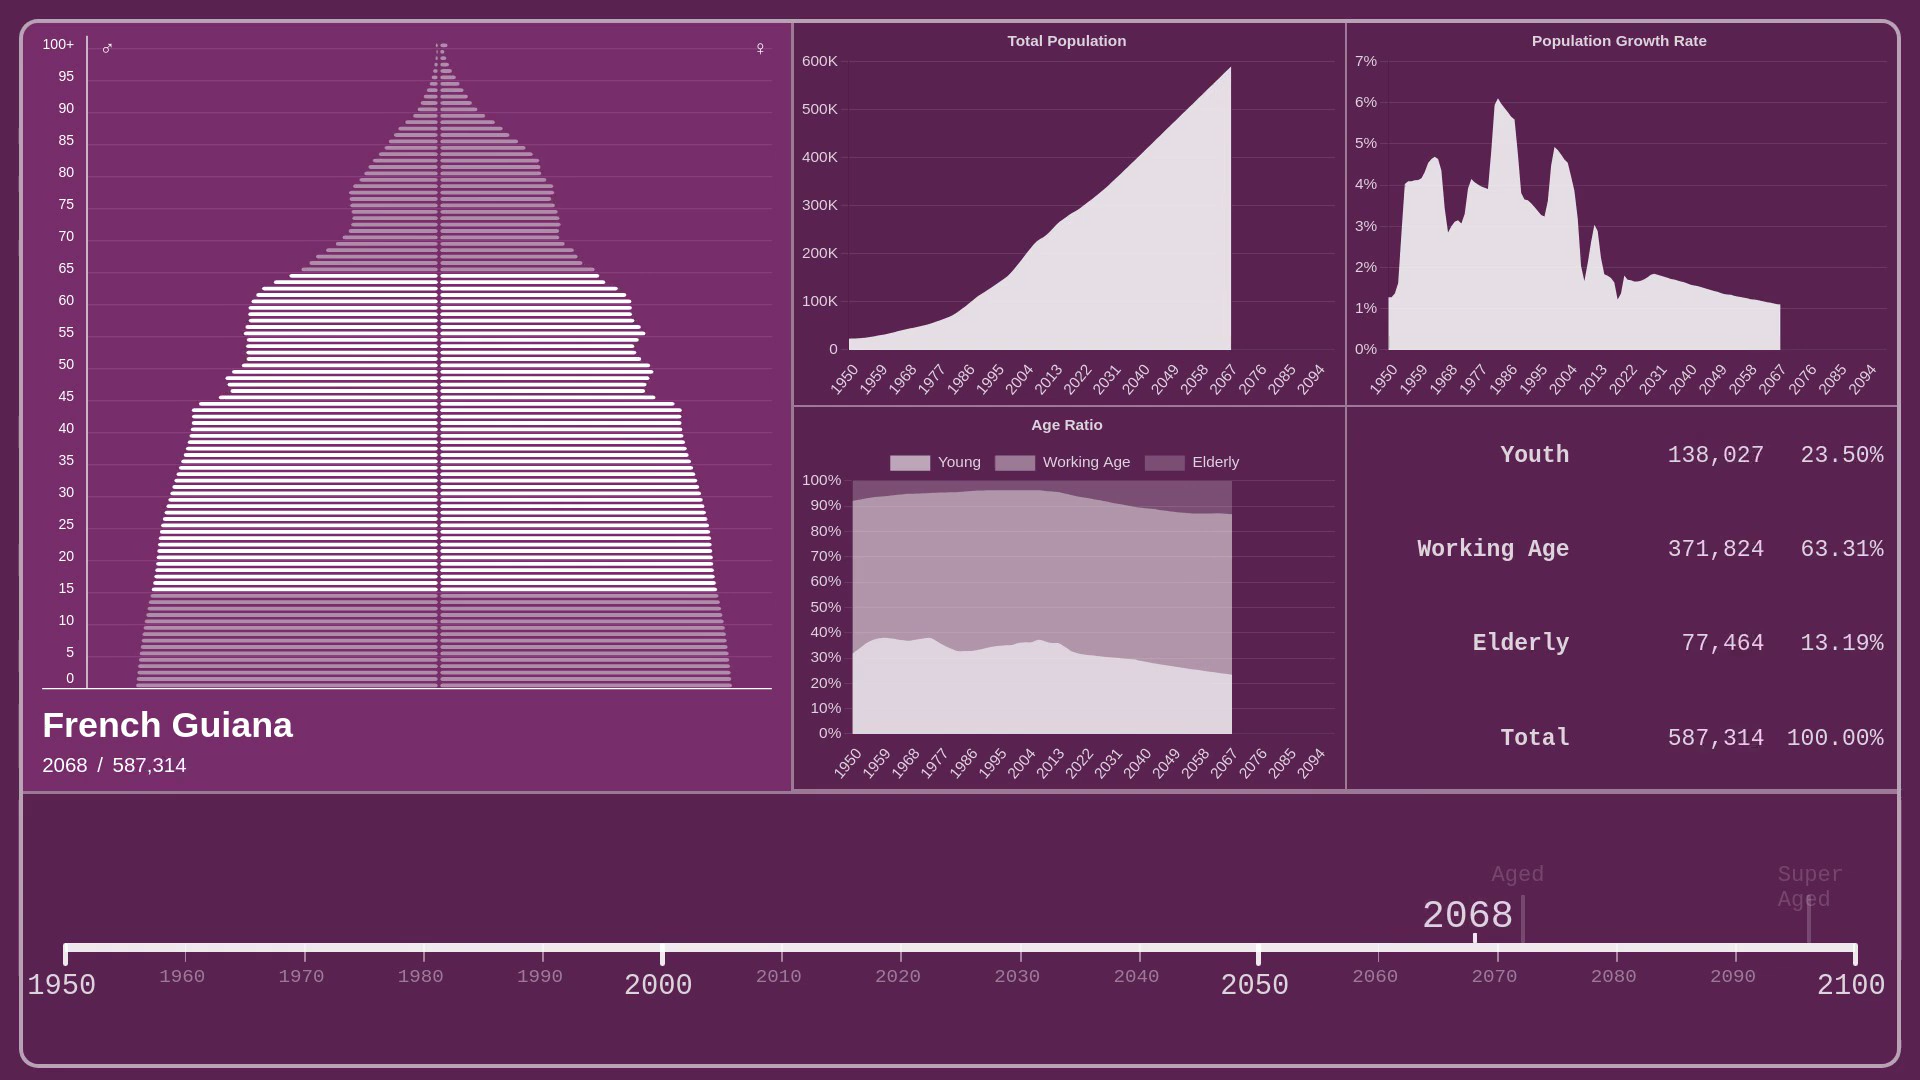 100+
♂
♀
95
90
85
80
75
70
65
60
55
50
45
40
35
30
25
20
15
10
5
0
French Guiana
2068 / 587,314
Total Population
600K
500K
400K
300K
200K
100K
0
1950 1959 1968 1977 1986 1995 2004 2013 2022 2031 2040 2049 2058 2067 2076 2085 2094
Population Growth Rate
7%
6%
5%
4%
3%
2%
1%
0%
1950 1959 1968 1977 1986 1995 2004 2013 2022 2031 2040 2049 2058 2067 2076 2085 2094
Age Ratio
Young Working Age Elderly
100%
90%
80%
70%
60%
50%
40%
30%
20%
10%
0%
1950 1959 1968 1977 1986 1995 2004 2013 2022 2031 2040 2049 2058 2067 2076 2085 2094
Youth 138,027 23.50%
Working Age 371,824 63.31%
Elderly 77,464 13.19%
Total 587,314 100.00%
Aged
Super
Aged
2068
1950 1960 1970 1980 1990 2000 2010 2020 2030 2040 2050 2060 2070 2080 2090 2100